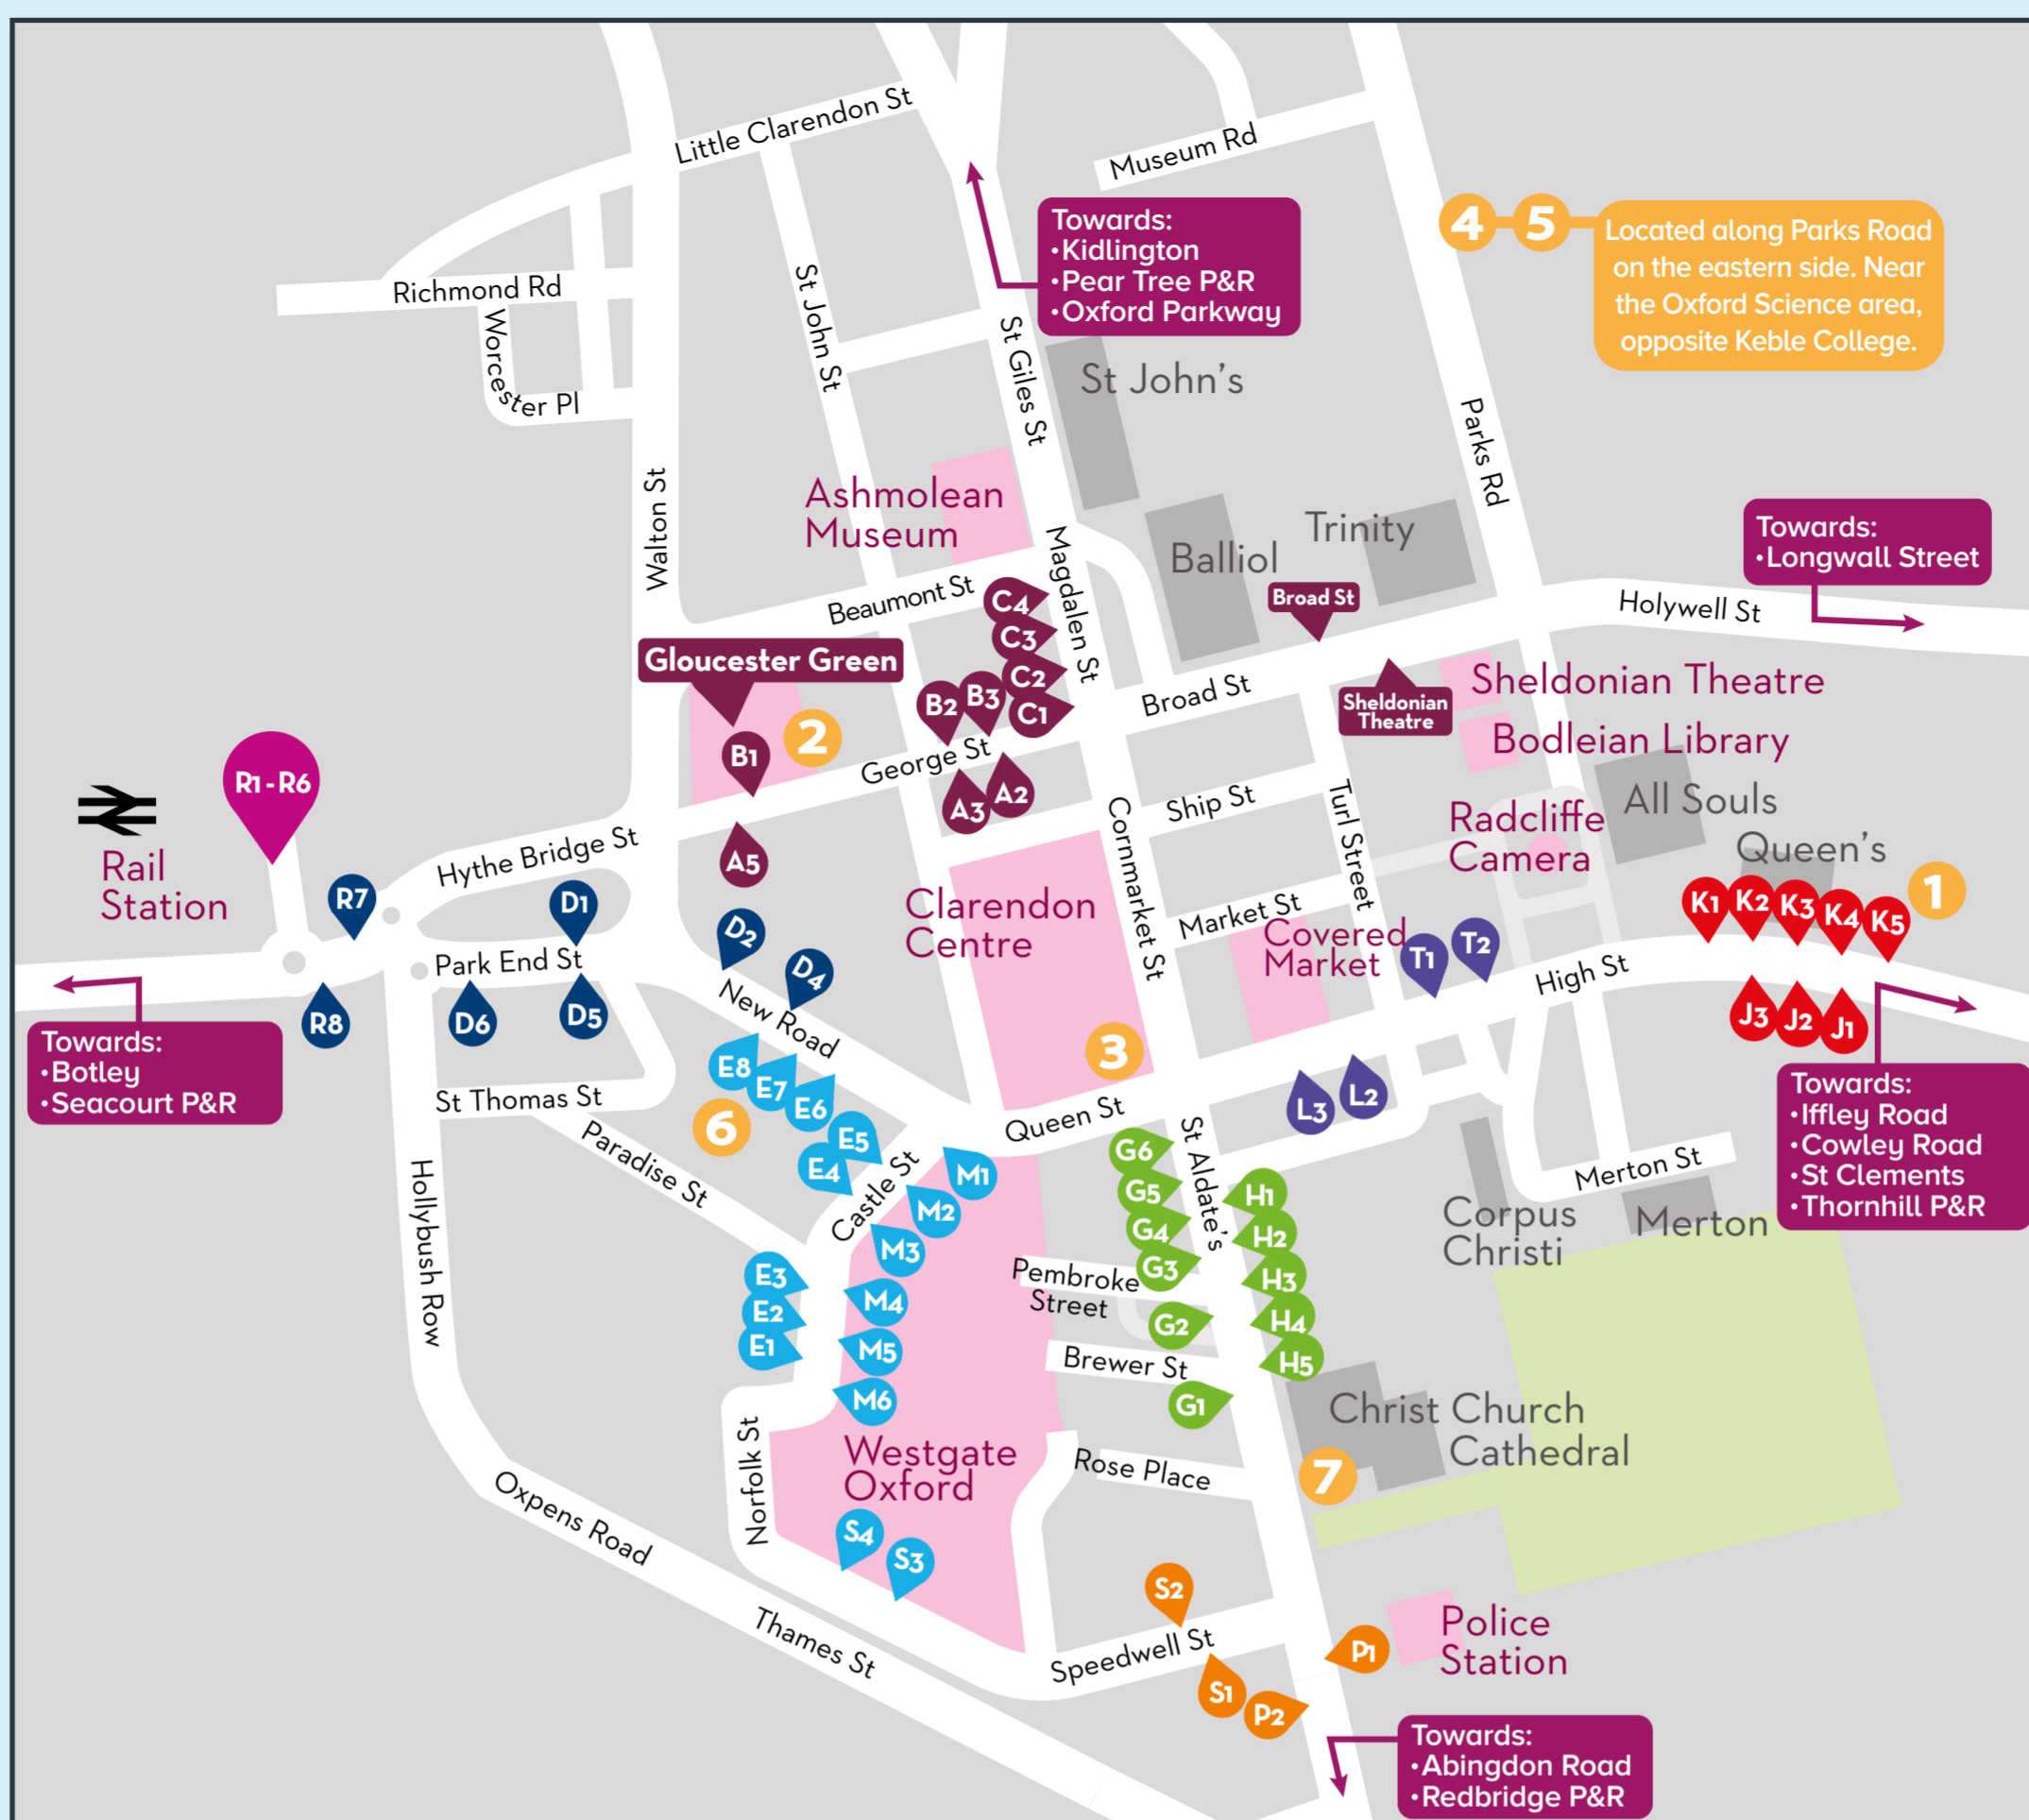 Little Clarendon St
Museum Rd
Towards:
•Kidlington
•Pear Tree P&R
•Oxford Parkway
4
5
Located along Parks Road
on the eastern side. Near
the Oxford Science area,
opposite Keble College.
Richmond Rd
Worcester Pl
St John St
St Giles St
St John's
Parks Rd
Walton St
Ashmolean
Museum
Magdalen St
Balliol
Trinity
Towards:
•Longwall Street
Beaumont St
C4
C3
C2
C1
Broad St
Holywell St
Gloucester Green
B2
B3
Broad St
Sheldonian
Theatre
Sheldonian Theatre
Bodleian Library
B1
2
George St
A3
A2
A5
R1-R6
Rail
Station
Hythe Bridge St
Cornmarket St
Ship St
Turl Street
Radcliffe
Camera
All Souls
Queen's
1
K1
K2
K3
K4
K5
R7
D1
D2
D4
Clarendon
Centre
Market St
Covered
Market
T1
T2
High St
Park End St
R8
D6
D5
New Road
J3
J2
J1
Towards:
•Botley
•Seacourt P&R
3
Towards:
•Iffley Road
•Cowley Road
•St Clements
•Thornhill P&R
St Thomas St
E8
E7
E6
E5
E4
6
Queen St
L3
L2
Paradise St
Castle St
M1
M2
M3
M4
M5
M6
E3
E2
E1
Hollybush Row
St Aldate's
G6
G5
G4
G3
G2
G1
H1
H2
H3
H4
H5
Merton St
Corpus
Christi
Merton
Pembroke
Street
Brewer St
Christ Church
Cathedral
7
Rose Place
Westgate
Oxford
Norfolk St
S4
S3
Oxpens Road
Thames St
S2
Speedwell St
S1
P2
P1
Police
Station
Towards:
•Abingdon Road
•Redbridge P&R